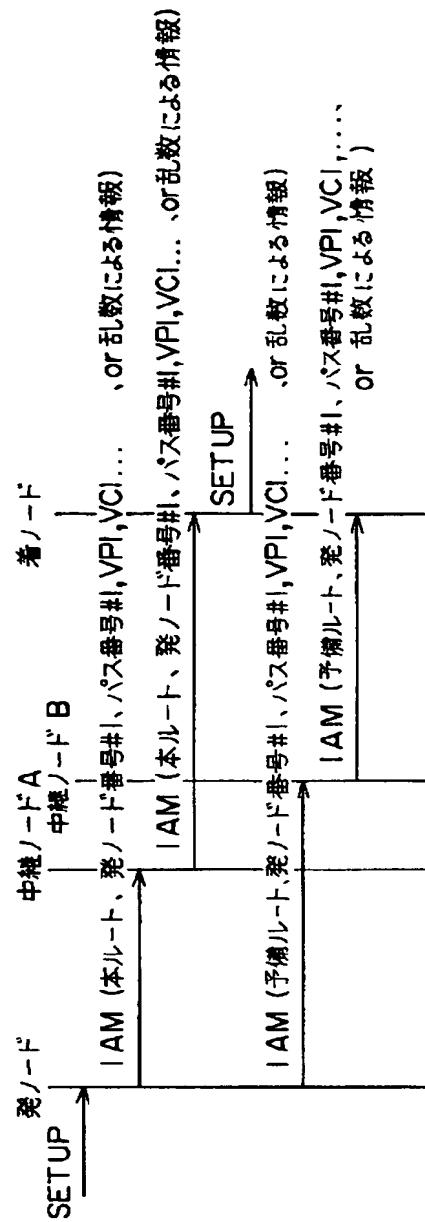 発ノード
中継ノードA
中継ノードB
着ノード
SETUP
IAM (本ルート、発ノード番号#1、パス番号#1,VPI,VCI... 、or乱数による情報)
IAM (本ルート、発ノード番号#1、パス番号#1,VPI,VCI... 、or乱数による情報)
SETUP
IAM (予備ルート、発ノード番号#1、パス番号#1,VPI,VCI... 、or乱数による情報)
IAM (予備ルート、発ノード番号#1、パス番号#1,VPI,VCI,...、
or 乱数による情報 )